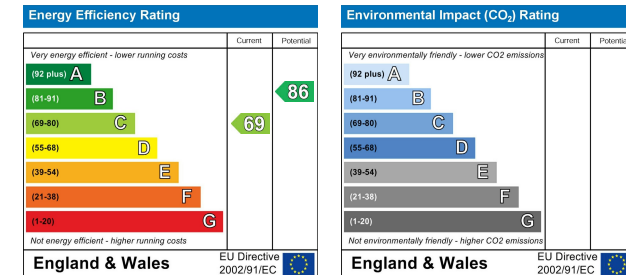 Energy Efficiency Rating
Current Potential
Very energy efficient - lower running costs
(92 plus) A
(81-91) B
86
(69-80) C
69
(55-68) D
(39-54) E
(21-38) F
(1-20) G
Not energy efficient - higher running costs
England & Wales
EU Directive
2002/91/EC
Environmental Impact (CO₂) Rating
Current Potential
Very environmentally friendly - lower CO2 emissions
(92 plus) A
(81-91) B
(69-80) C
(55-68) D
(39-54) E
(21-38) F
(1-20) G
Not environmentally friendly - higher CO2 emissions
England & Wales
EU Directive
2002/91/EC